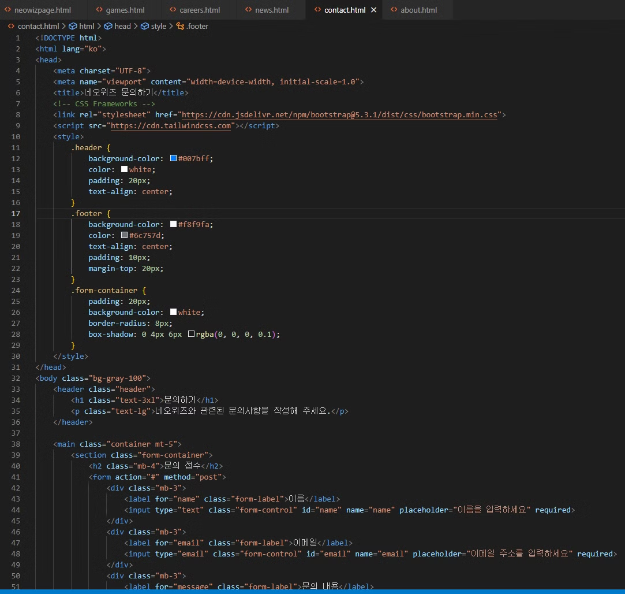 neowizpage.html games.html careers.html news.html contact.html about.html
contact.html > html > head > style > .footer
1 <!DOCTYPE html>
2 <html lang="ko">
3 <head>
4 <meta charset="UTF-8">
5 <meta name="viewport" content="width=device-width, initial-scale=1.0">
6 <title>네오위즈 문의하기</title>
7 <!-- CSS Frameworks -->
8 <link rel="stylesheet" href="https://cdn.jsdelivr.net/npm/bootstrap@5.3.1/dist/css/bootstrap.min.css">
9 <script src="https://cdn.tailwindcss.com"></script>
10 <style>
11 .header {
12 background-color: #007bff;
13 color: white;
14 padding: 20px;
15 text-align: center;
16 }
17 .footer {
18 background-color: #f8f9fa;
19 color: #6c757d;
20 text-align: center;
21 padding: 10px;
22 margin-top: 20px;
23 }
24 .form-container {
25 padding: 20px;
26 background-color: white;
27 border-radius: 8px;
28 box-shadow: 0 4px 6px rgba(0, 0, 0, 0.1);
29 }
30 </style>
31 </head>
32 <body class="bg-gray-100">
33 <header class="header">
34 <h1 class="text-3xl">문의하기</h1>
35 <p class="text-lg">네오위즈와 관련된 문의사항을 작성해 주세요.</p>
36 </header>
37
38 <main class="container mt-5">
39 <section class="form-container">
40 <h2 class="mb-4">문의 접수</h2>
41 <form action="#" method="post">
42 <div class="mb-3">
43 <label for="name" class="form-label">이름</label>
44 <input type="text" class="form-control" id="name" name="name" placeholder="이름을 입력하세요" required>
45 </div>
46 <div class="mb-3">
47 <label for="email" class="form-label">이메일</label>
48 <input type="email" class="form-control" id="email" name="email" placeholder="이메일 주소를 입력하세요" required>
49 </div>
50 <div class="mb-3">
51 <label for="message" class="form-label">문의 내용</label>